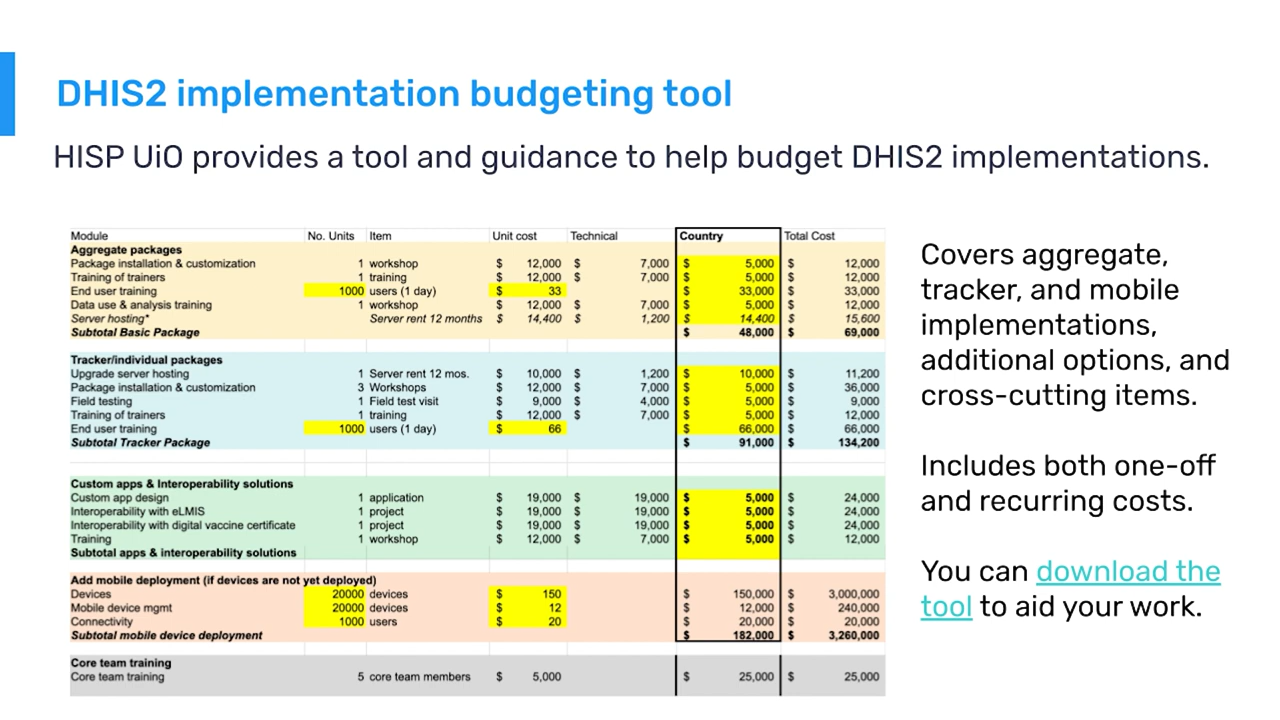 DHIS2 implementation budgeting tool
HISP UiO provides a tool and guidance to help budget DHIS2 implementations.
Module No. Units Item Unit cost Technical Country Total Cost
Aggregate packages
Package installation & customization 1 workshop $ 12,000 $ 7,000 $ 5,000 $ 12,000
Training of trainers 1 training $ 12,000 $ 7,000 $ 5,000 $ 12,000
End user training 1000 users (1 day) $ 33 $ 33,000 $ 33,000
Data use & analysis training 1 workshop $ 12,000 $ 7,000 $ 5,000 $ 12,000
Server hosting* Server rent 12 months $ 14,400 $ 1,200 $ 14,400 $ 15,600
Subtotal Basic Package $ 48,000 $ 69,000
Tracker/individual packages
Upgrade server hosting 1 Server rent 12 mos. $ 10,000 $ 1,200 $ 10,000 $ 11,200
Package installation & customization 3 Workshops $ 12,000 $ 7,000 $ 5,000 $ 36,000
Field testing 1 Field test visit $ 9,000 $ 4,000 $ 5,000 $ 9,000
Training of trainers 1 training $ 12,000 $ 7,000 $ 5,000 $ 12,000
End user training 1000 users (1 day) $ 66 $ 66,000 $ 66,000
Subtotal Tracker Package $ 91,000 $ 134,200
Custom apps & Interoperability solutions
Custom app design 1 application $ 19,000 $ 19,000 $ 5,000 $ 24,000
Interoperability with eLMIS 1 project $ 19,000 $ 19,000 $ 5,000 $ 24,000
Interoperability with digital vaccine certificate 1 project $ 19,000 $ 19,000 $ 5,000 $ 24,000
Training 1 workshop $ 12,000 $ 7,000 $ 5,000 $ 12,000
Subtotal apps & interoperability solutions
Add mobile deployment (if devices are not yet deployed)
Devices 20000 devices $ 150 $ 150,000 $ 3,000,000
Mobile device mgmt 20000 devices $ 12 $ 12,000 $ 240,000
Connectivity 1000 users $ 20 $ 20,000 $ 20,000
Subtotal mobile device deployment $ 182,000 $ 3,260,000
Core team training
Core team training 5 core team members $ 5,000 $ 25,000 $ 25,000
Covers aggregate,
tracker, and mobile
implementations,
additional options, and
cross-cutting items.
Includes both one-off
and recurring costs.
You can download the
tool to aid your work.